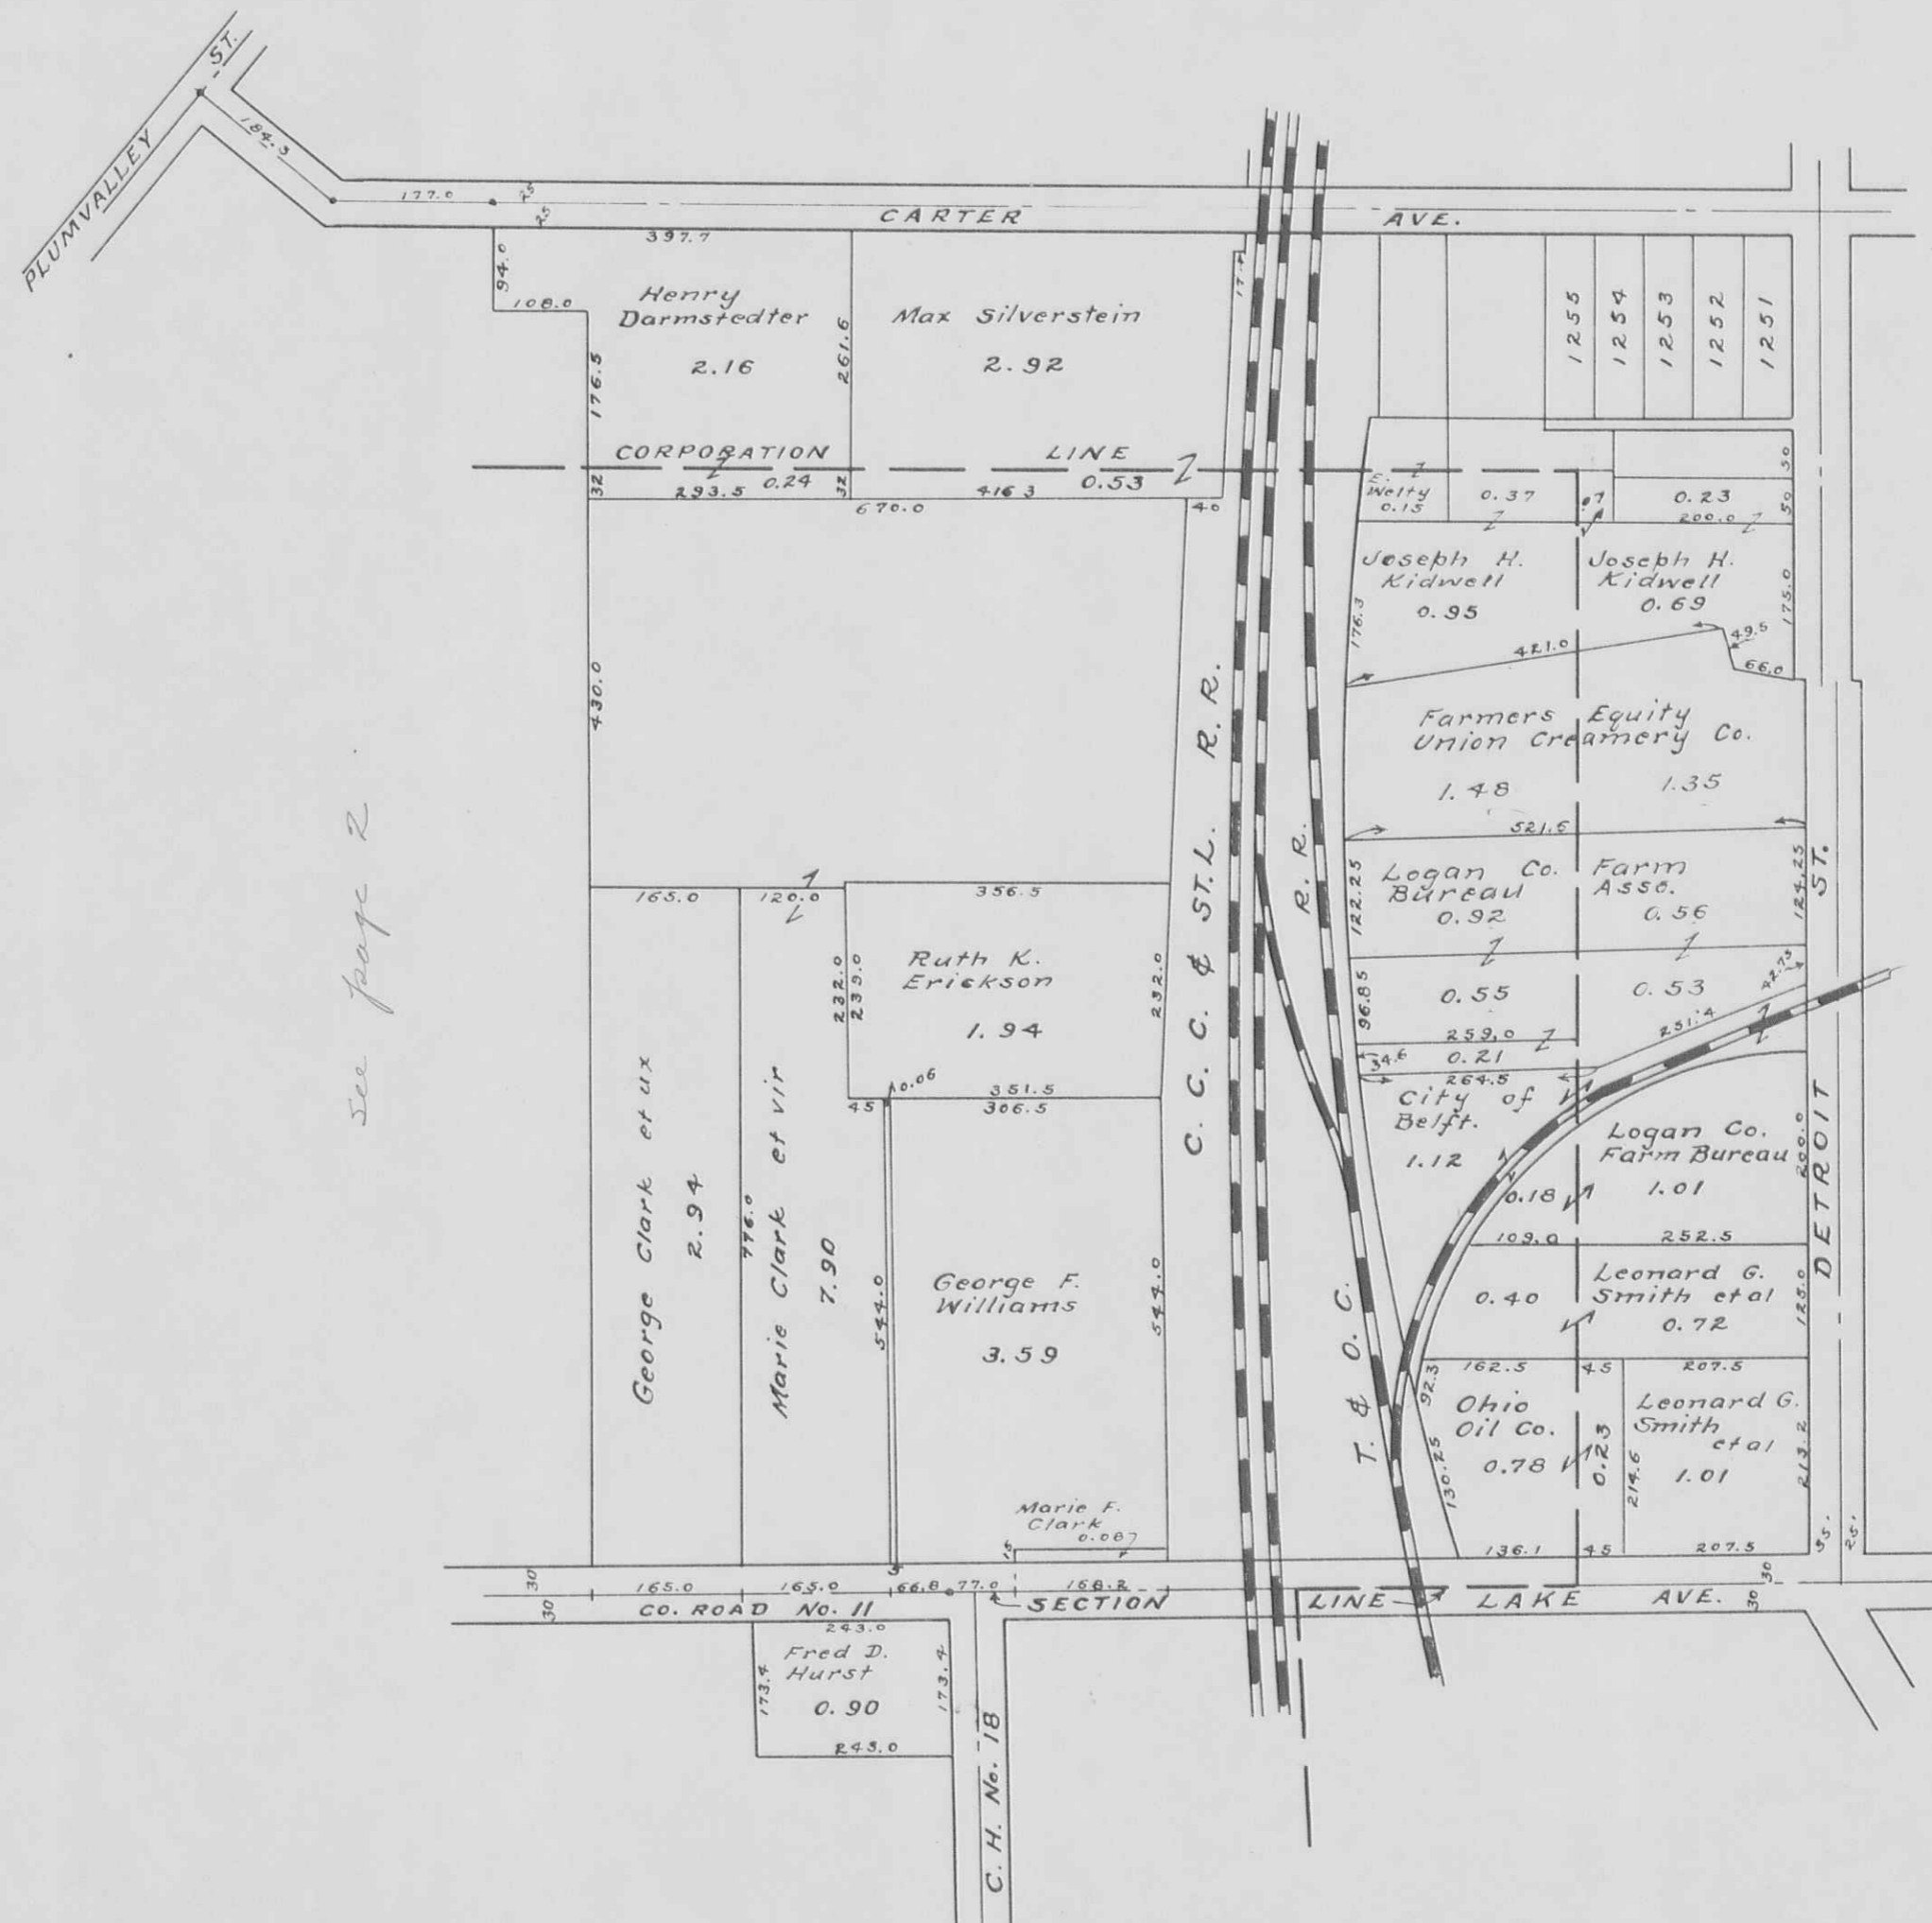 PLUMVALLEY ST.
184.3
177.0
25
25
CARTER AVE.
397.7
94.0
108.0
Henry
Darmstedter
2.16
176.5
261.6
Max Silverstein
2.92
17.8
1255
1254
1253
1252
1251
CORPORATION LINE
32
293.5
0.24
32
416.3
0.53
670.0
40
E.
Welty
0.15
0.37
.07
0.23
200.0
50
50
Joseph H.
Kidwell
0.95
Joseph H.
Kidwell
0.69
176.3
175.0
421.0
49.5
66.0
430.0
Farmers Equity
Union Creamery Co.
1.48
1.35
521.6
see page 2
C. C. C. & ST. L. R. R.
T. & O. C. R. R.
Logan Co. Farm
Bureau Asso.
0.92
0.56
122.25
124.25
165.0
120.0
356.5
Ruth K.
Erickson
1.94
232.0
239.0
232.0
0.55
0.53
96.85
42.75
251.4
259.0
34.6
0.21
264.5
0.06
351.5
45
306.5
City of
Belft.
1.12
Logan Co.
Farm Bureau
1.01
0.18
200.0
109.0
252.5
George Clark et ux
2.94
776.0
Marie Clark et vir
7.90
544.0
George F.
Williams
3.59
544.0
0.40
Leonard G.
Smith etal
0.72
125.0
162.5
45
207.5
92.3
Ohio
Oil Co.
0.78
130.25
0.23
214.6
Leonard G.
Smith
etal
1.01
213.2
Marie F.
Clark
0.087
15
136.1
45
207.5
DETROIT ST.
35.
25.
30
30
165.0
165.0
66.8
77.0
168.2
CO. ROAD No. 11
SECTION LINE
LAKE AVE.
30
30
243.0
Fred D.
Hurst
0.90
173.4
173.4
243.0
C. H. No. 18